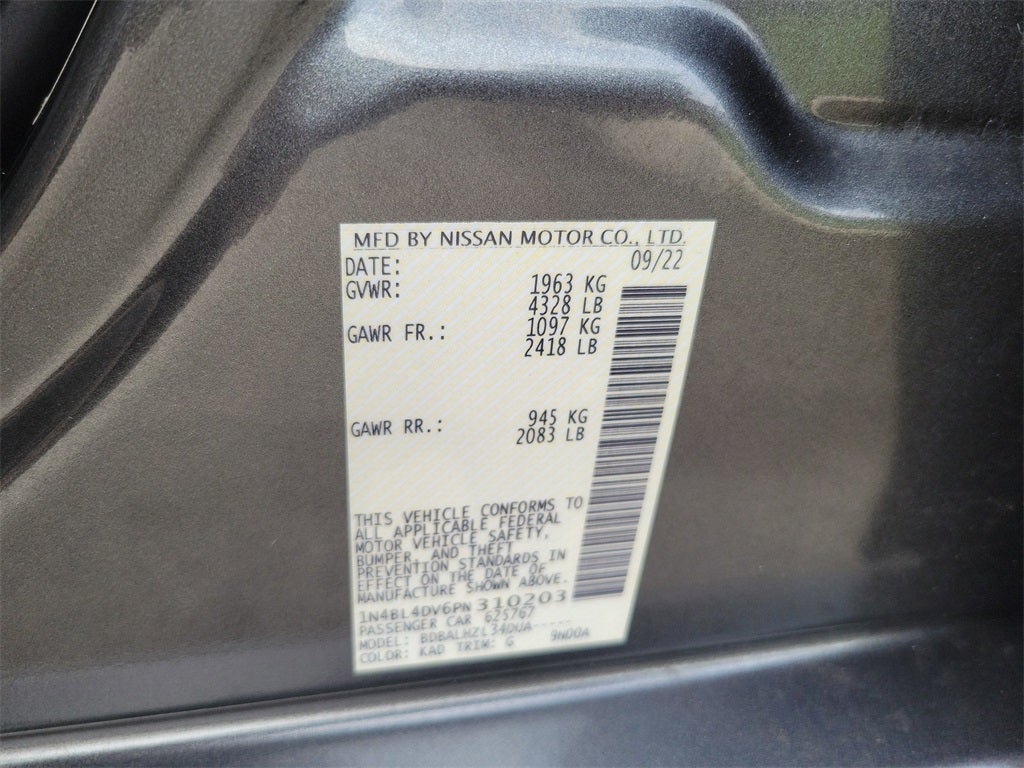 MFD BY NISSAN MOTOR CO., LTD.
DATE: 09/22
GVWR: 1963 KG
4328 LB
GAWR FR.: 1097 KG
2418 LB
GAWR RR.: 945 KG
2083 LB
THIS VEHICLE CONFORMS TO
ALL APPLICABLE FEDERAL
MOTOR VEHICLE SAFETY,
BUMPER, AND THEFT
PREVENTION STANDARDS IN
EFFECT ON THE DATE OF
MANUFACTURE SHOWN ABOVE.
1N4BL4DV6PN310203
PASSENGER CAR 625767
MODEL: BDBALHZL34DUA-----
COLOR: KAD TRIM: G 9N00A